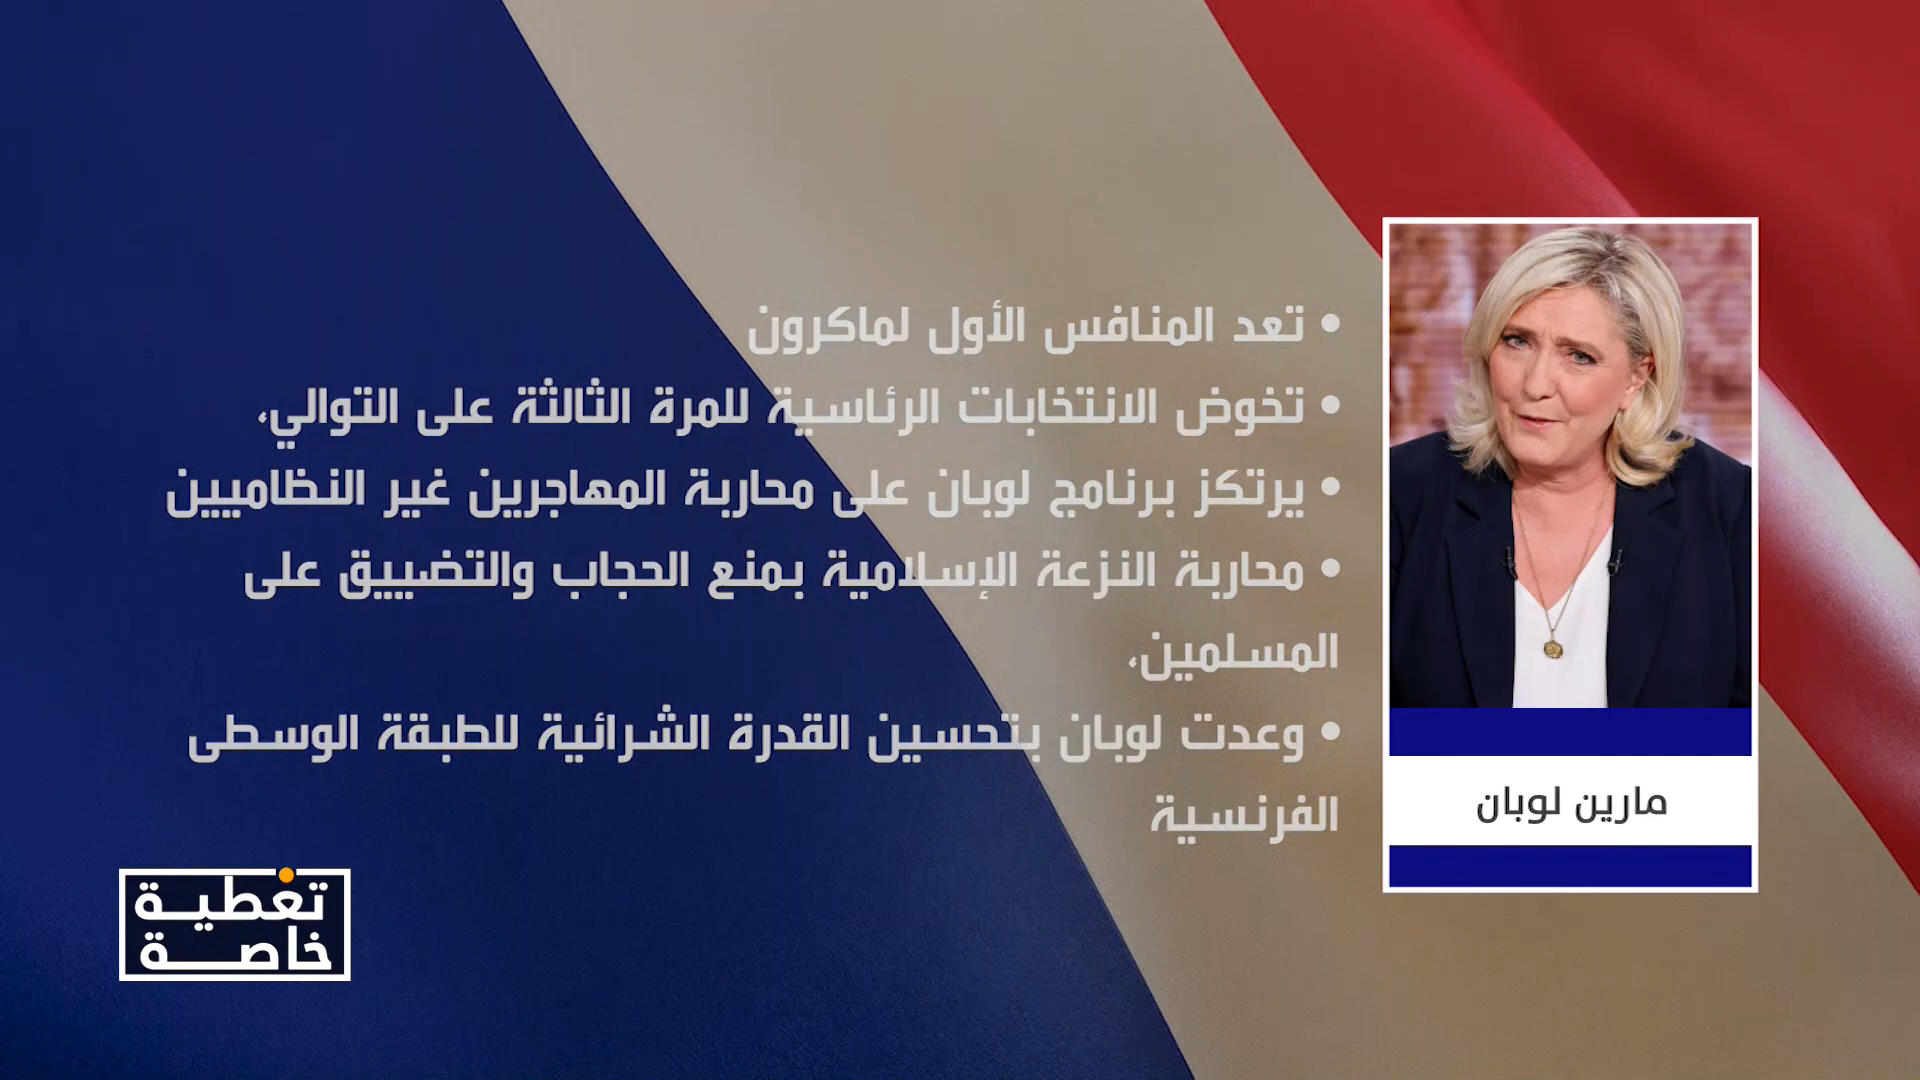 • تعد المنافس الأول لماكرون
• تخوض الانتخابات الرئاسية للمرة الثالثة على التوالي،
• يرتكز برنامج لوبان على محاربة المهاجرين غير النظاميين
• محاربة النزعة الإسلامية بمنع الحجاب والتضييق على
المسلمين،
• وعدت لوبان بتحسين القدرة الشرائية للطبقة الوسطى
الفرنسية
مارين لوبان
تغطية
خاصة